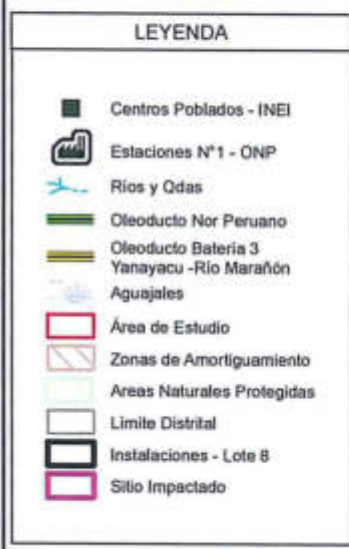 LEYENDA
Centros Poblados - INEI
Estaciones N°1 - ONP
Ríos y Qdas
Oleoducto Nor Peruano
Oleoducto Bateria 3
Yanayacu -Río Marañón
Aguajales
Área de Estudio
Zonas de Amortiguamiento
Areas Naturales Protegidas
Limite Distrital
Instalaciones - Lote 8
Sitio Impactado